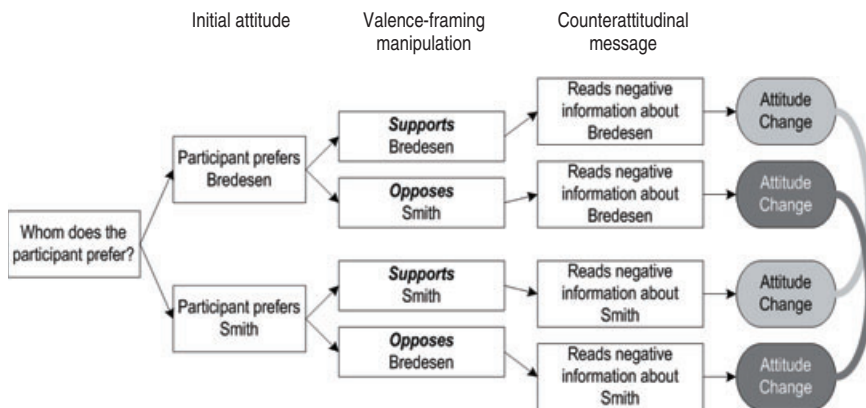 Initial attitude
Valence-framing
manipulation
Counterattitudinal
message
Whom does the
participant prefer?
Participant prefers
Bredesen
Supports
Bredesen
Reads negative
information about
Bredesen
Attitude
Change
Opposes
Smith
Reads negative
information about
Bredesen
Attitude
Change
Participant prefers
Smith
Supports
Smith
Reads negative
information about
Smith
Attitude
Change
Opposes
Bredesen
Reads negative
information about
Smith
Attitude
Change